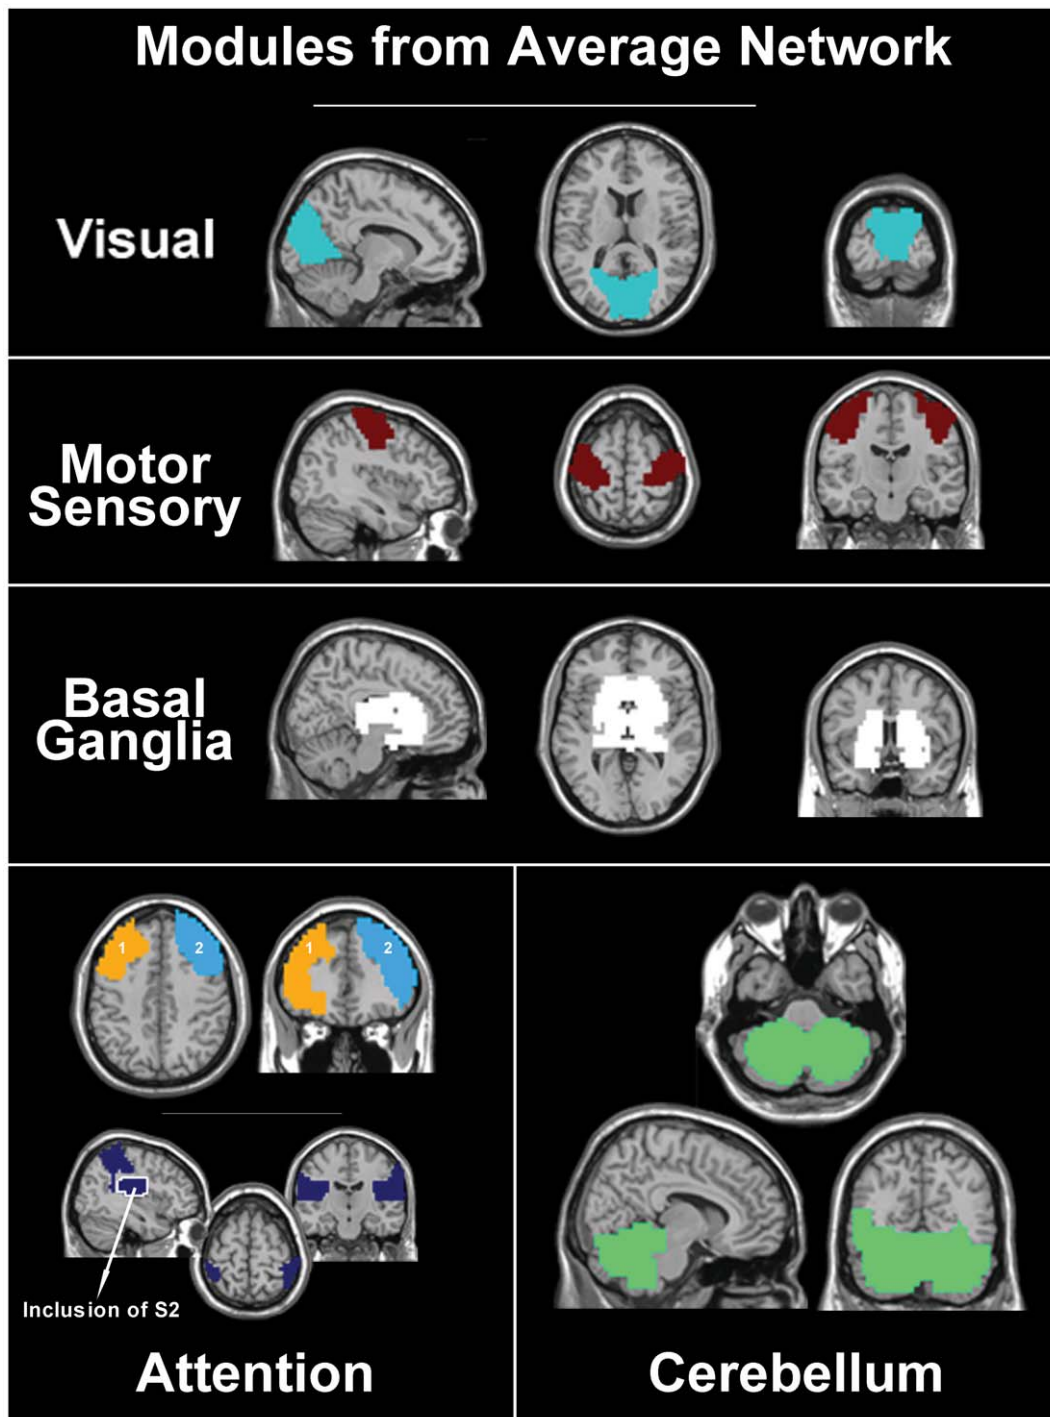 Modules from Average Network
Visual
Motor
Sensory
Basal
Ganglia
1
2
1
2
Inclusion of S2
Attention
Cerebellum